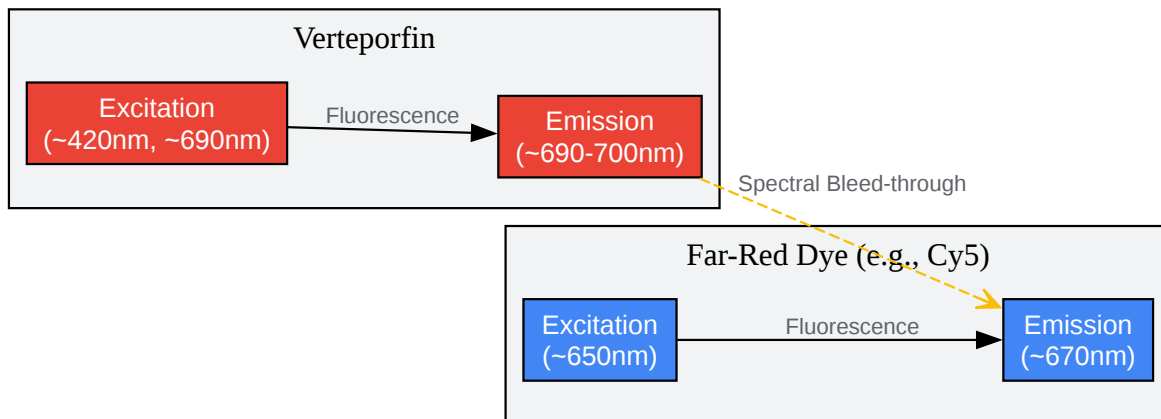 Verteporfin
Excitation
(~420nm, ~690nm)
Fluorescence
Emission
(~690-700nm)
Spectral Bleed-through
Far-Red Dye (e.g., Cy5)
Excitation
(~650nm)
Fluorescence
Emission
(~670nm)